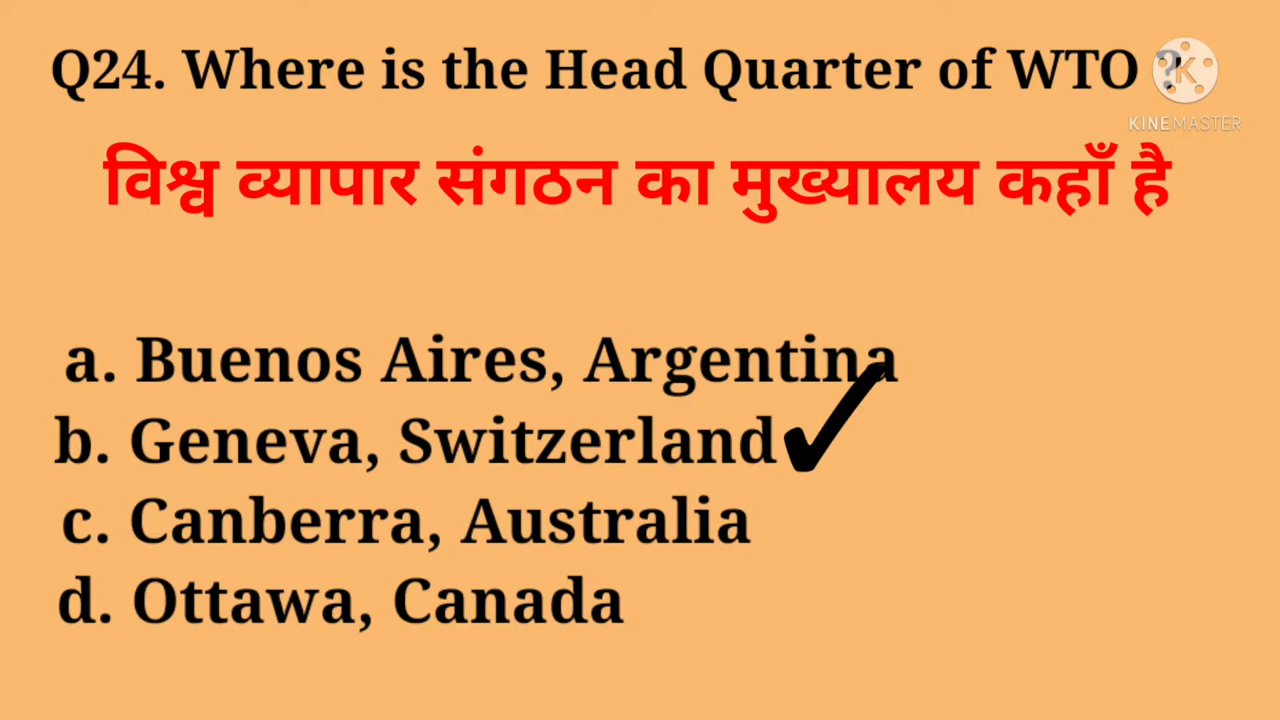 Q24. Where is the Head Quarter of WTO ?
KINEMASTER
विश्व व्यापार संगठन का मुख्यालय कहाँ है
a. Buenos Aires, Argentina
b. Geneva, Switzerland
c. Canberra, Australia
d. Ottawa, Canada